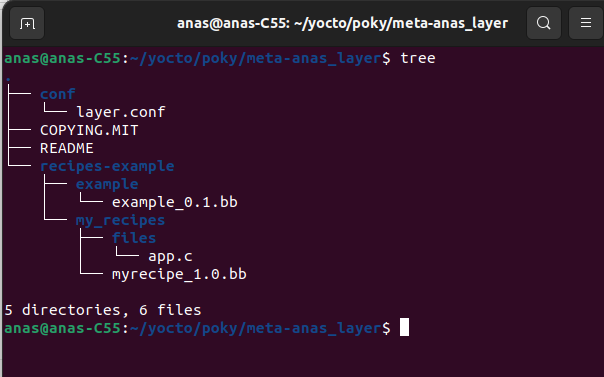 anas@anas-C55: ~/yocto/poky/meta-anas_layer
anas@anas-C55:~/yocto/poky/meta-anas_layer$ tree
.
├── conf
│   └── layer.conf
├── COPYING.MIT
├── README
└── recipes-example
    ├── example
    │   └── example_0.1.bb
    └── my_recipes
        ├── files
        │   └── app.c
        └── myrecipe_1.0.bb
5 directories, 6 files
anas@anas-C55:~/yocto/poky/meta-anas_layer$